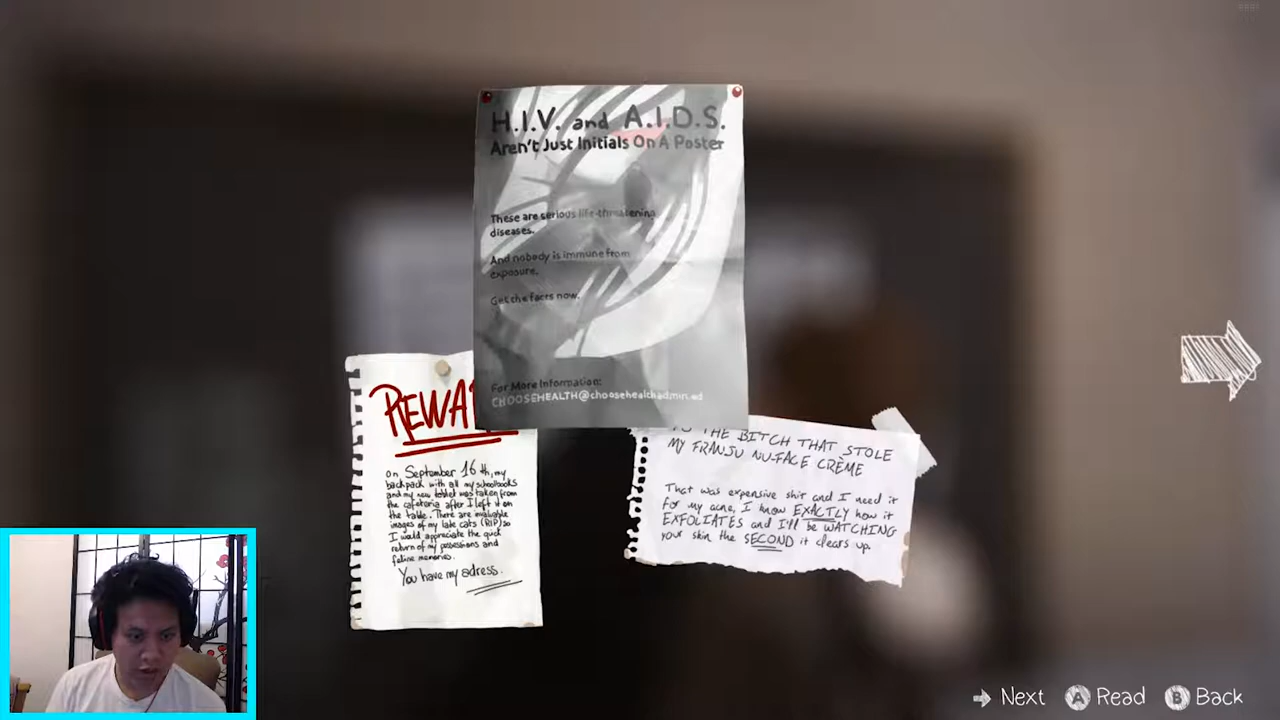 H.I.V. and A.I.D.S.
Aren't Just Initials On A Poster
These are serious life-threatening
diseases.
And nobody is immune from
exposure.
Get the facts now.
For More Information:
CHOOSEHEALTH@choosehealthadmin.ed
REWA
On September 16th, my
backpack with all my schoolbooks
and my new tablet was taken from
the cafeteria after I left it on
the table. There are invaluable
images of my late cats (RIP) so
I would appreciate the quick
return of my possessions and
feline memories.
You have my adress.
TO THE BITCH THAT STOLE
MY FRANJU NU-FACE CRÈME
That was expensive shit and I need it
for my acne, I know EXACTLY how it
EXFOLIATES and I'll be WATCHING
your skin the SECOND it clears up.
Next
A Read
B Back